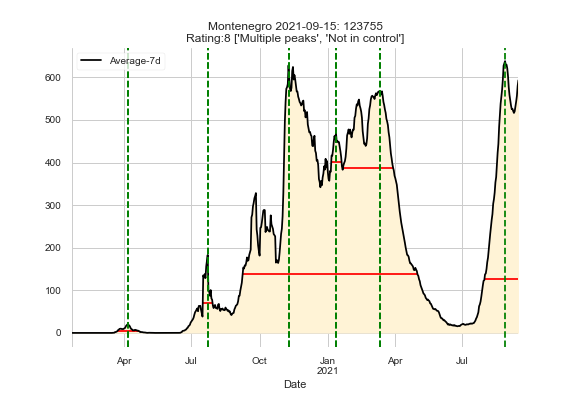 Montenegro 2021-09-15: 123755
Rating:8 ['Multiple peaks', 'Not in control']
Average-7d
600
500
400
300
200
100
0
Apr
Jul
Oct
Jan
2021
Apr
Jul
Date